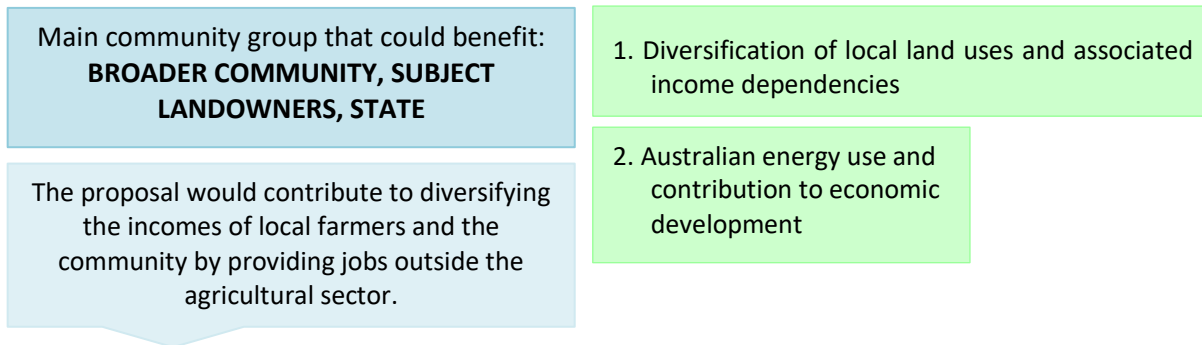 Main community group that could benefit:
BROADER COMMUNITY, SUBJECT
LANDOWNERS, STATE
The proposal would contribute to diversifying
the incomes of local farmers and the
community by providing jobs outside the
agricultural sector.
1. Diversification of local land uses and associated
income dependencies
2. Australian energy use and
contribution to economic
development